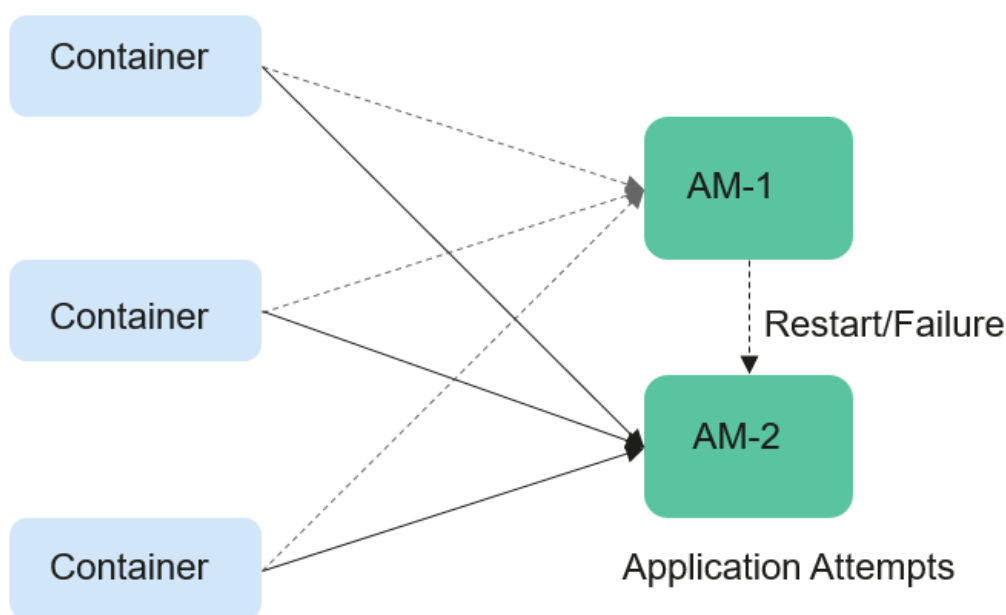 Container
AM-1
Container
Restart/Failure
AM-2
Container
Application Attempts